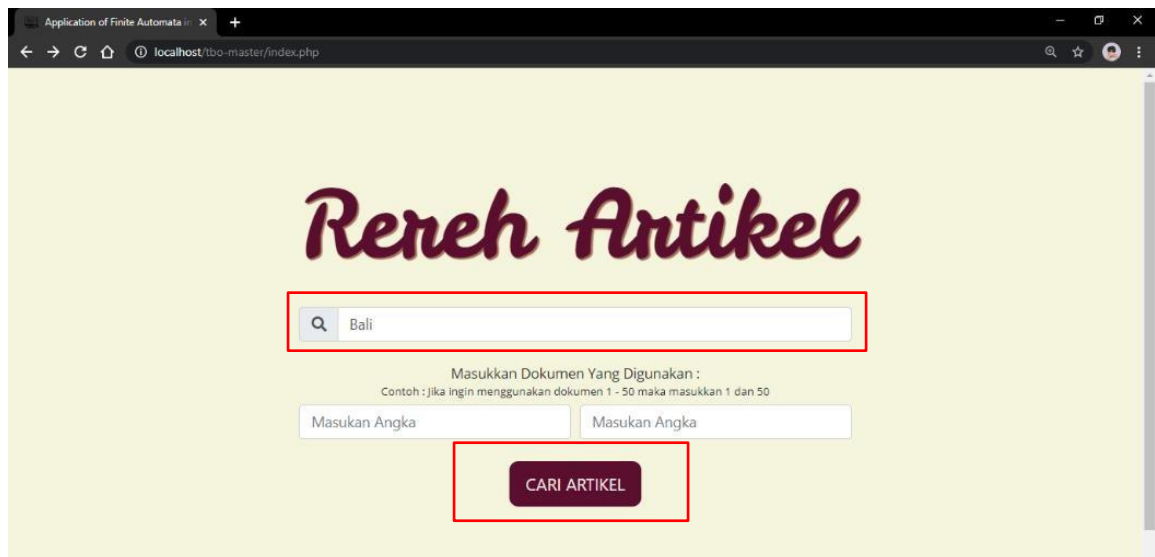 Application of Finite Automata in
localhost/tbo-master/index.php
Rereh Artikel
Bali
Masukkan Dokumen Yang Digunakan :
Contoh : Jika ingin menggunakan dokumen 1 - 50 maka masukkan 1 dan 50
Masukan Angka Masukan Angka
CARI ARTIKEL